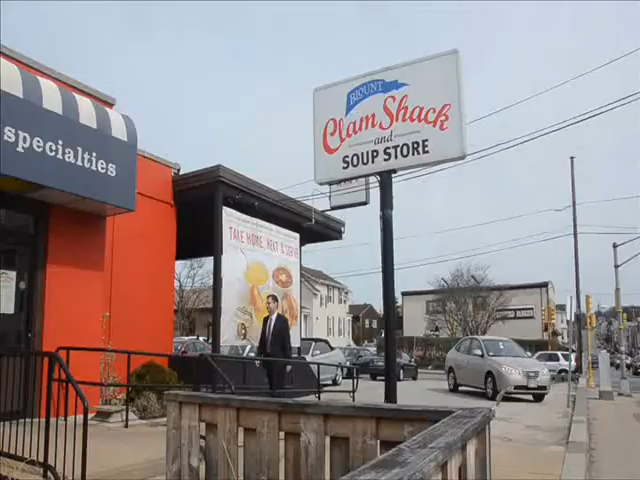 specialties
BLOUNT
Clam Shack
and
SOUP STORE
TAKE HOME, HEAT & SERVE